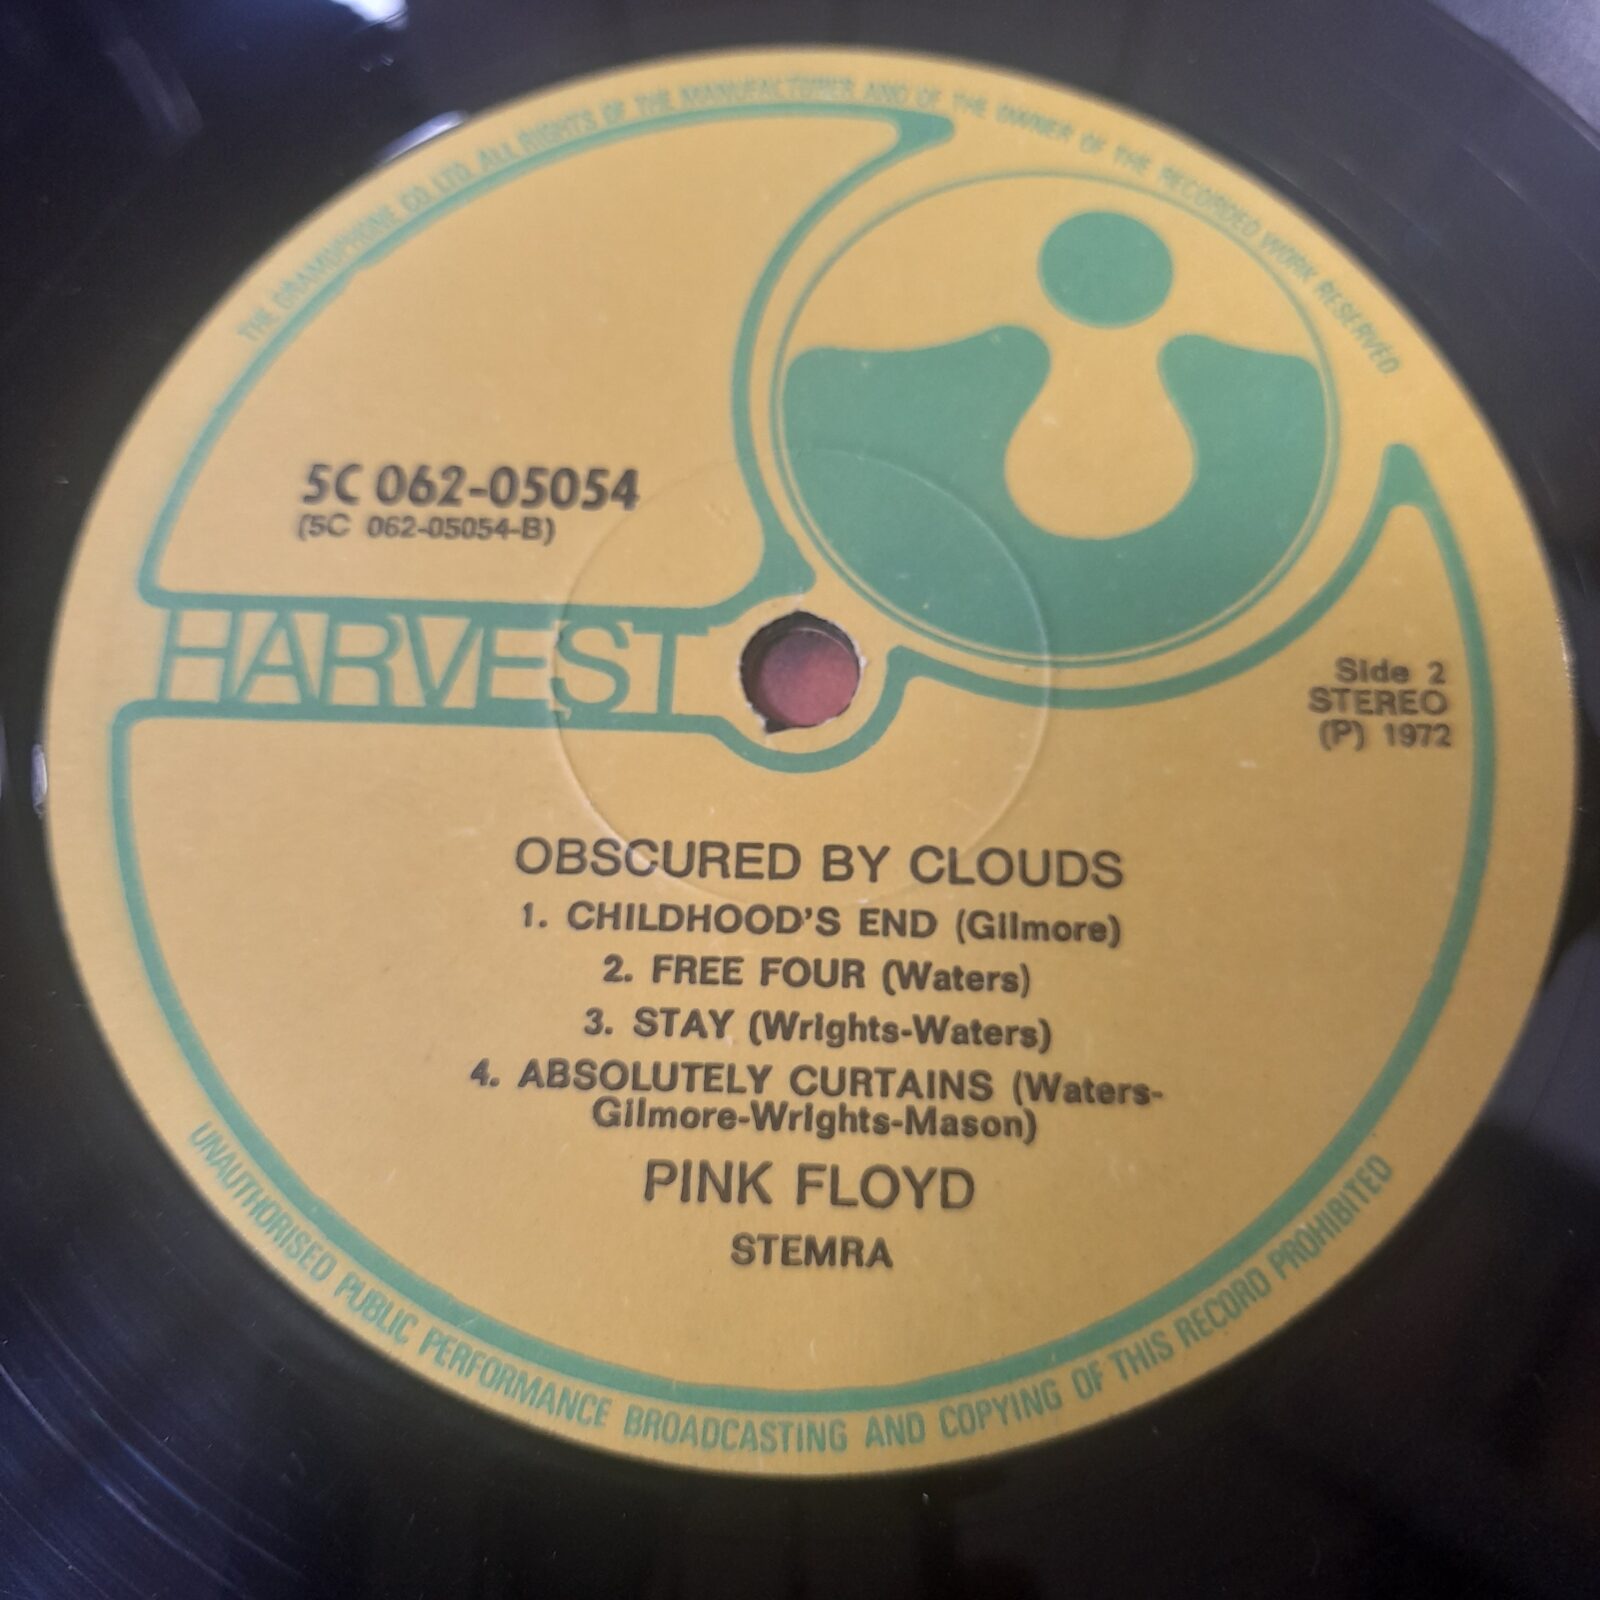 THE GRAMOPHONE CO. LTD. ALL RIGHTS OF THE MANUFACTURER AND OF THE OWNER OF THE RECORDED WORK RESERVED
5C 062-05054
(5C 062-05054-B)
HARVEST
Side 2
STEREO
(P) 1972
OBSCURED BY CLOUDS
1. CHILDHOOD'S END (Gilmore)
2. FREE FOUR (Waters)
3. STAY (Wrights-Waters)
4. ABSOLUTELY CURTAINS (Waters-
Gilmore-Wrights-Mason)
PINK FLOYD
STEMRA
UNAUTHORISED PUBLIC PERFORMANCE BROADCASTING AND COPYING OF THIS RECORD PROHIBITED